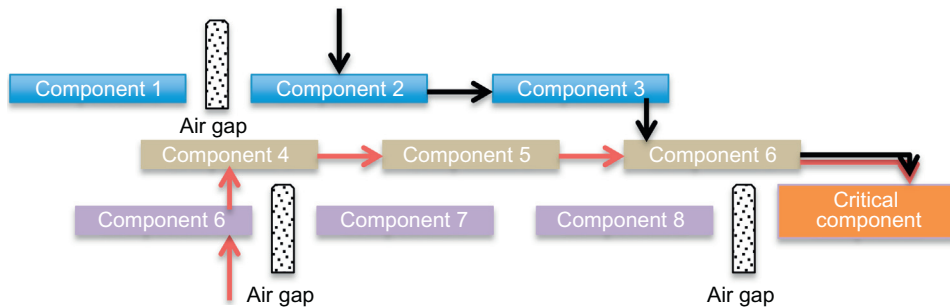 Component 1
Component 2
Component 3
Air gap
Component 4
Component 5
Component 6
Component 6
Component 7
Component 8
Critical
component
Air gap
Air gap